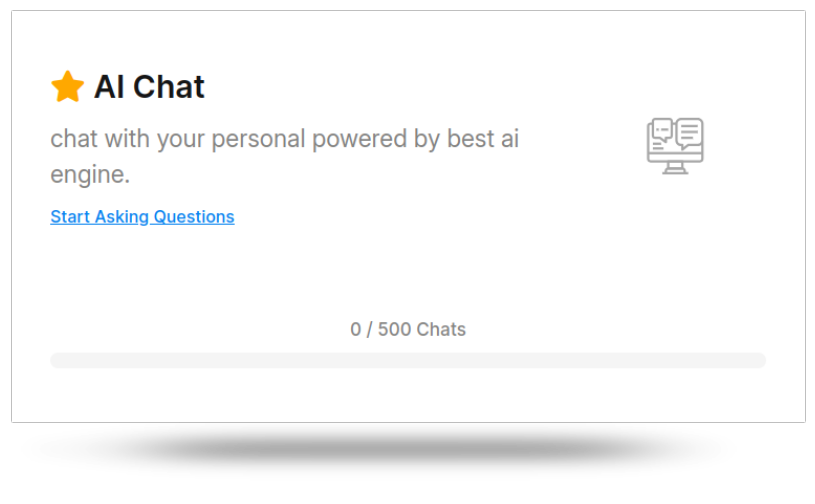 AI Chat
chat with your personal powered by best ai
engine.
Start Asking Questions
0 / 500 Chats